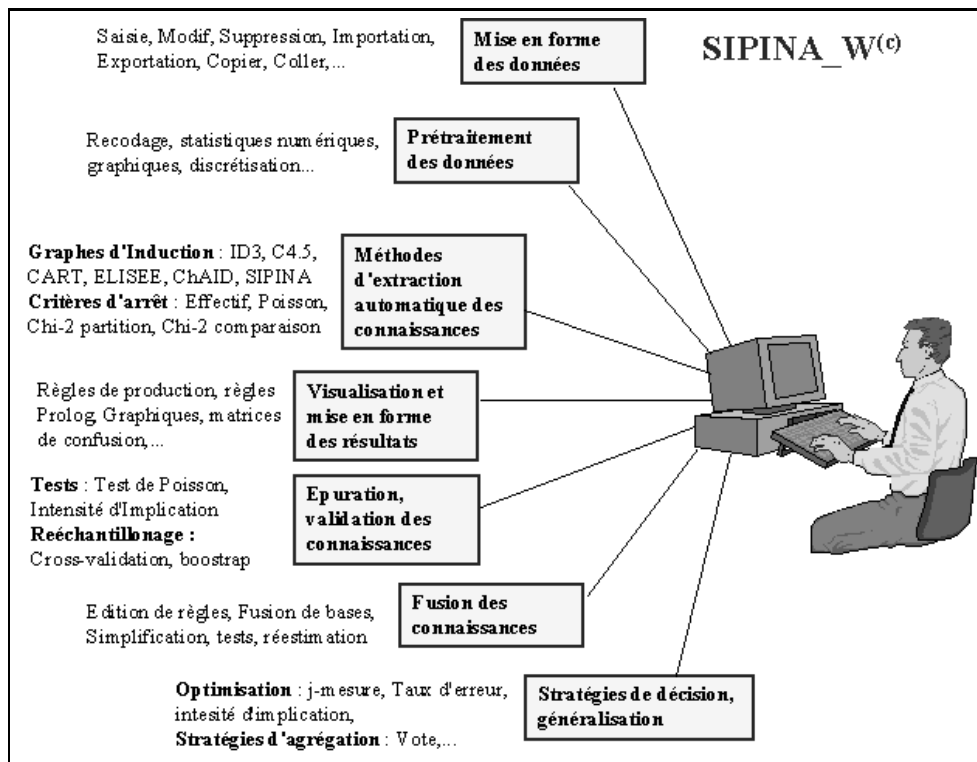 SIPINA_W(c)
Saisie, Modif, Suppression, Importation,
Exportation, Copier, Coller,...
Mise en forme
des données
Recodage, statistiques numériques,
graphiques, discrétisation...
Prétraitement
des données
Graphes d'Induction : ID3, C4.5,
CART, ELISEE, ChAID, SIPINA
Critères d'arrêt : Effectif, Poisson,
Chi-2 partition, Chi-2 comparaison
Méthodes
d'extraction
automatique des
connaissances
Règles de production, règles
Prolog, Graphiques, matrices
de confusion,...
Visualisation et
mise en forme
des résultats
Tests : Test de Poisson,
Intensité d'Implication
Reéchantillonage :
Cross-validation, boostrap
Epuration,
validation des
connaissances
Edition de règles, Fusion de bases,
Simplification, tests, réestimation
Fusion des
connaissances
Optimisation : j-mesure, Taux d'erreur,
intesité d'implication,
Stratégies d'agrégation : Vote,...
Stratégies de décision,
généralisation